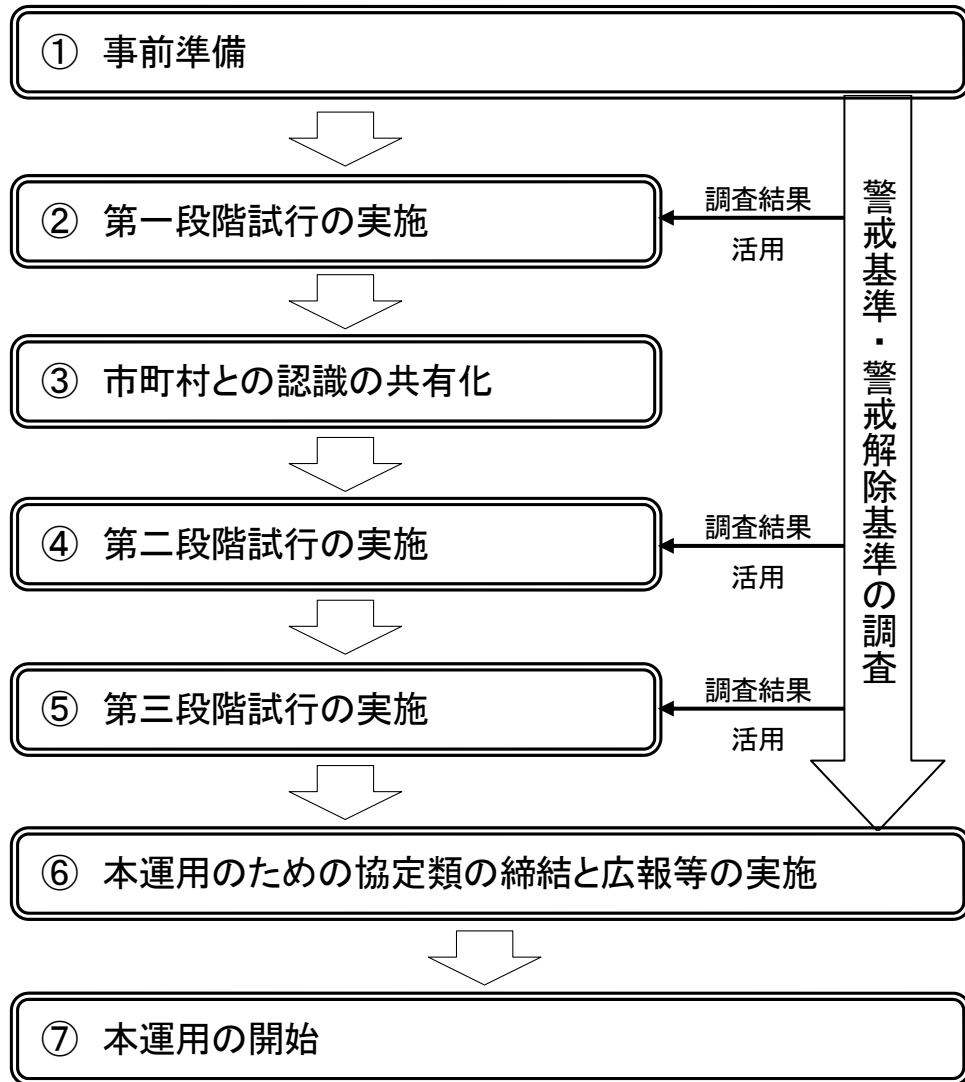 ① 事前準備
② 第一段階試行の実施
調査結果
活用
③ 市町村との認識の共有化
④ 第二段階試行の実施
調査結果
活用
⑤ 第三段階試行の実施
調査結果
活用
警戒基準・警戒解除基準の調査
⑥ 本運用のための協定類の締結と広報等の実施
⑦ 本運用の開始